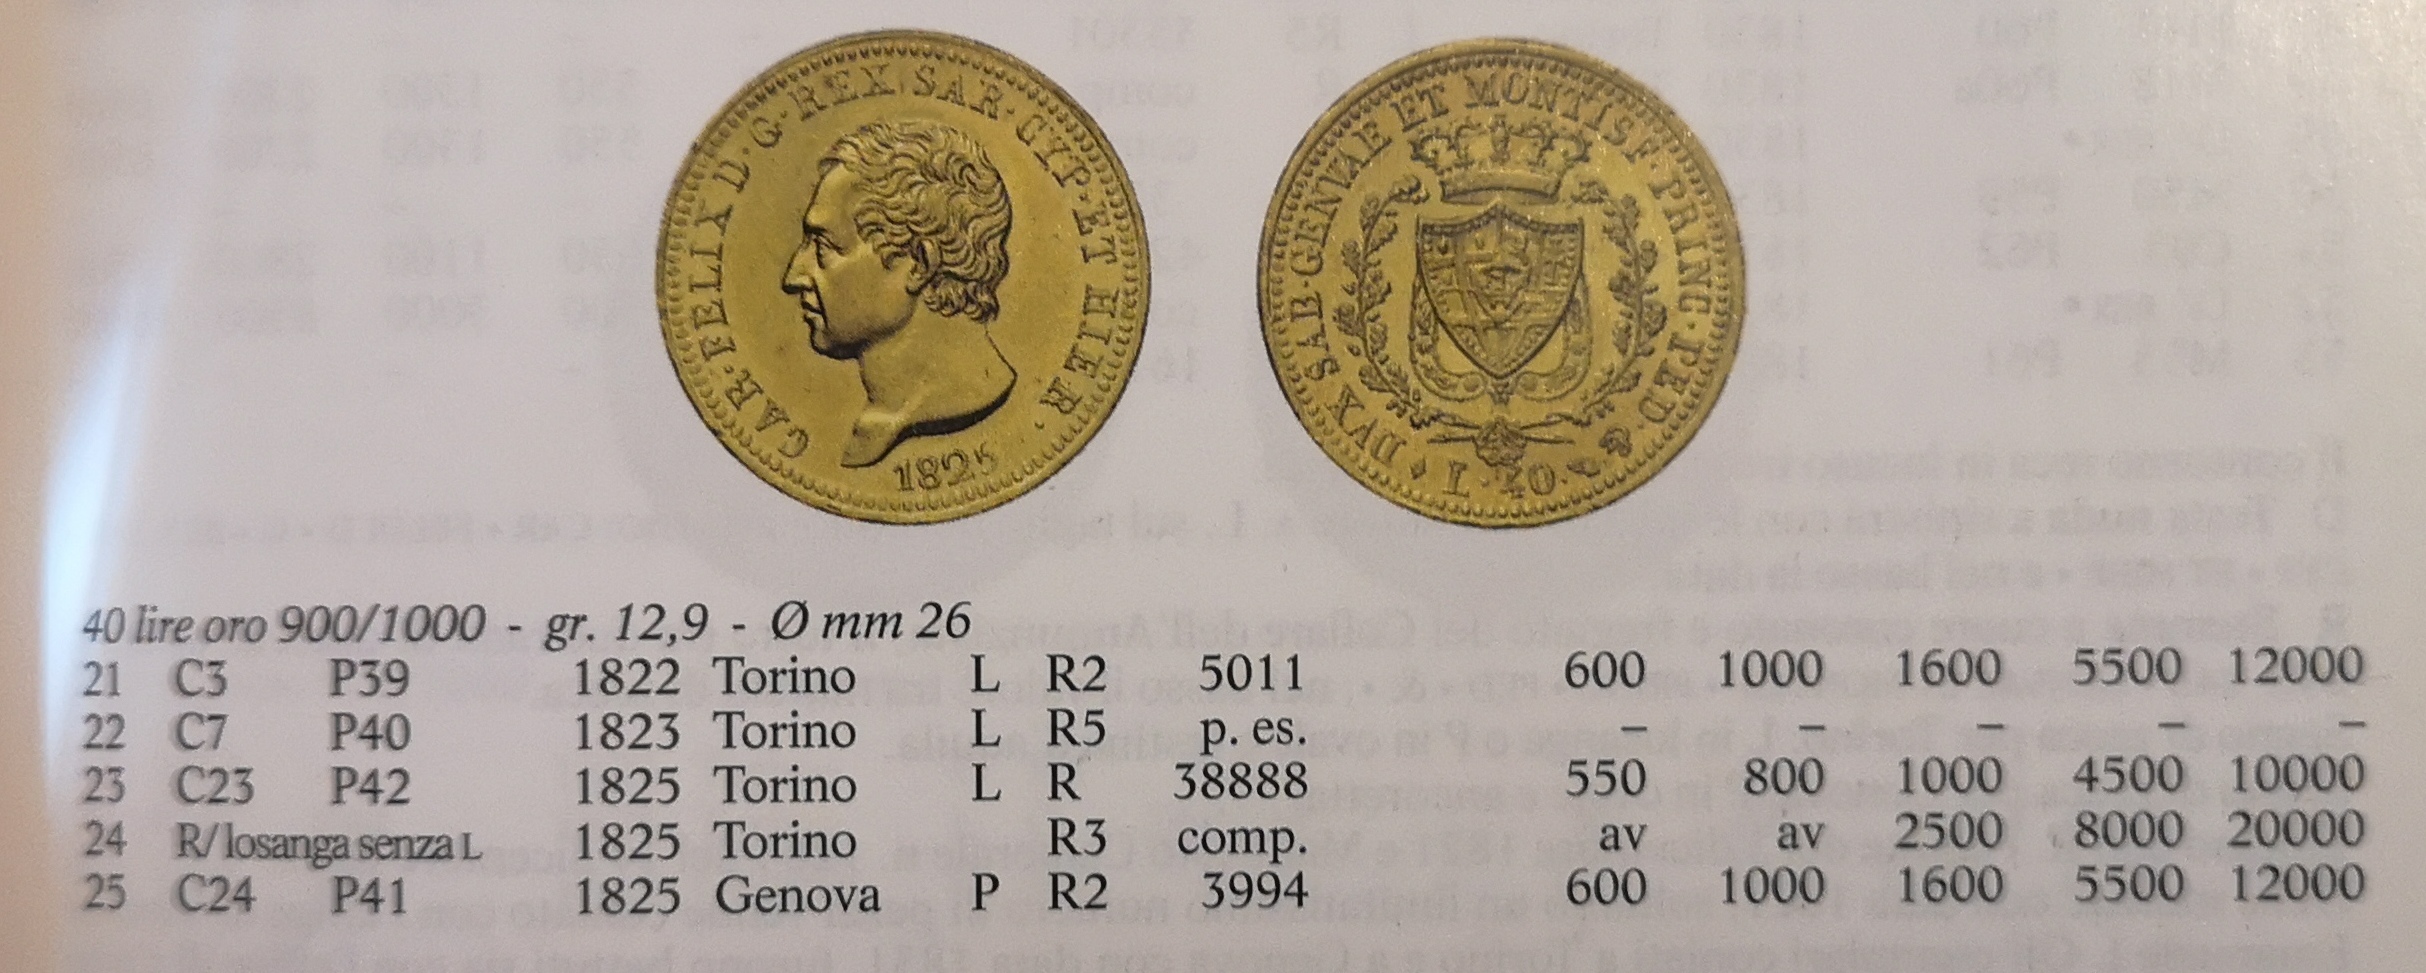 CAR · FELIX D · G · REX SAR · CYP · ET HIER ·
1825
DVX SAB · GENVAE ET MONTISF · PRINC · PED · &
L · 40 ·
40 lire oro 900/1000 - gr. 12,9 - Ø mm 26
21 C3 P39 1822 Torino L R2 5011 600 1000 1600 5500 12000
22 C7 P40 1823 Torino L R5 p. es. – – – – –
23 C23 P42 1825 Torino L R 38888 550 800 1000 4500 10000
24 R/ losanga senza L 1825 Torino R3 comp. av av 2500 8000 20000
25 C24 P41 1825 Genova P R2 3994 600 1000 1600 5500 12000